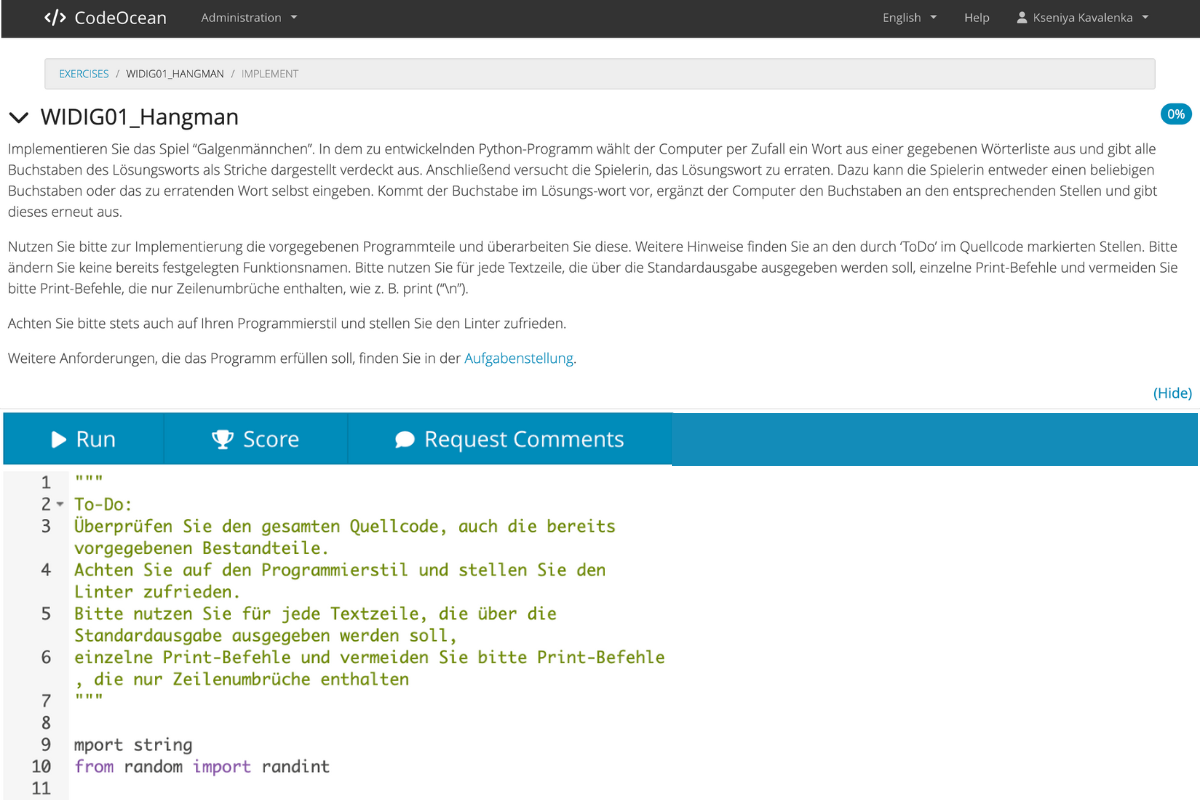 </> CodeOcean Administration English Help Kseniya Kavalenka
EXERCISES / WIDIG01_HANGMAN / IMPLEMENT
WIDIG01_Hangman 0%
Implementieren Sie das Spiel “Galgenmännchen”. In dem zu entwickelnden Python-Programm wählt der Computer per Zufall ein Wort aus einer gegebenen Wörterliste aus und gibt alle
Buchstaben des Lösungsworts als Striche dargestellt verdeckt aus. Anschließend versucht die Spielerin, das Lösungswort zu erraten. Dazu kann die Spielerin entweder einen beliebigen
Buchstaben oder das zu erratenden Wort selbst eingeben. Kommt der Buchstabe im Lösungs-wort vor, ergänzt der Computer den Buchstaben an den entsprechenden Stellen und gibt
dieses erneut aus.
Nutzen Sie bitte zur Implementierung die vorgegebenen Programmteile und überarbeiten Sie diese. Weitere Hinweise finden Sie an den durch ‘ToDo’ im Quellcode markierten Stellen. Bitte
ändern Sie keine bereits festgelegten Funktionsnamen. Bitte nutzen Sie für jede Textzeile, die über die Standardausgabe ausgegeben werden soll, einzelne Print-Befehle und vermeiden Sie
bitte Print-Befehle, die nur Zeilenumbrüche enthalten, wie z. B. print (“\n”).
Achten Sie bitte stets auch auf Ihren Programmierstil und stellen Sie den Linter zufrieden.
Weitere Anforderungen, die das Programm erfüllen soll, finden Sie in der Aufgabenstellung.
(Hide)
Run Score Request Comments
1 """
2 To-Do:
3 Überprüfen Sie den gesamten Quellcode, auch die bereits
vorgegebenen Bestandteile.
4 Achten Sie auf den Programmierstil und stellen Sie den
Linter zufrieden.
5 Bitte nutzen Sie für jede Textzeile, die über die
Standardausgabe ausgegeben werden soll,
6 einzelne Print-Befehle und vermeiden Sie bitte Print-Befehle
, die nur Zeilenumbrüche enthalten
7 """
8
9 mport string
10 from random import randint
11